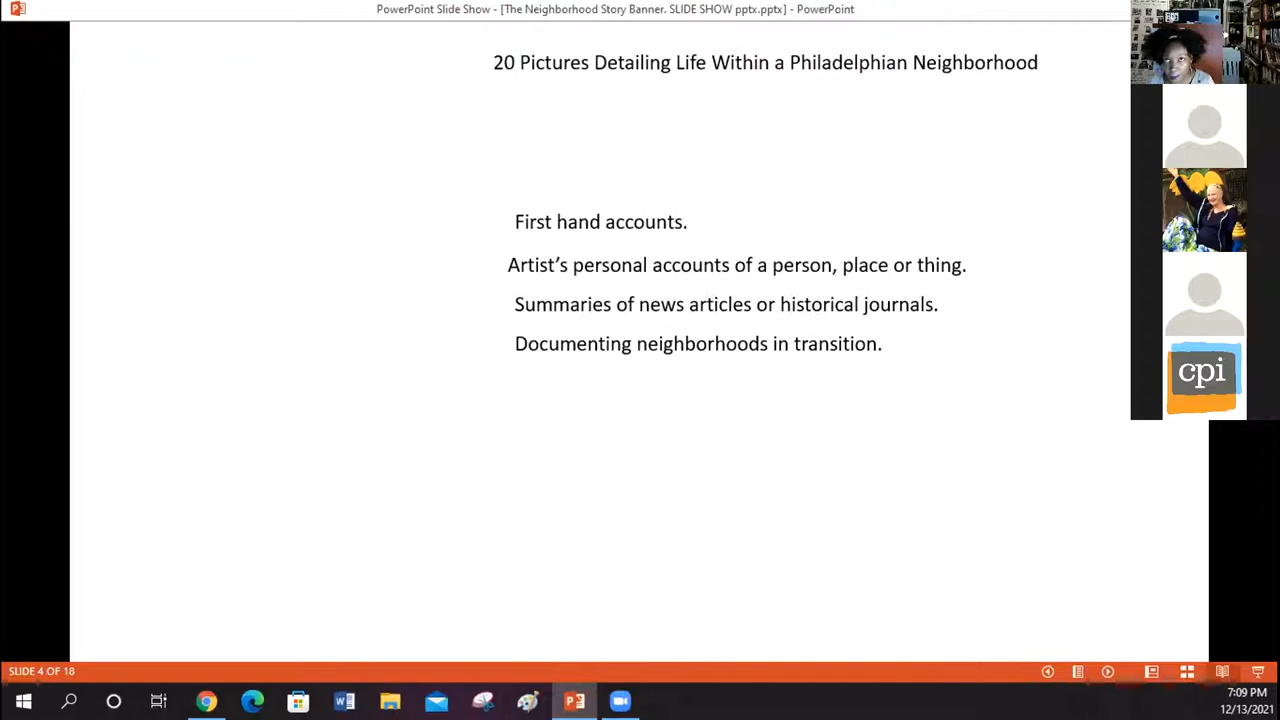 PowerPoint Slide Show - [The Neighborhood Story Banner. SLIDE SHOW pptx.pptx] - PowerPoint
20 Pictures Detailing Life Within a Philadelphian Neighborhood
First hand accounts.
Artist’s personal accounts of a person, place or thing.
Summaries of news articles or historical journals.
Documenting neighborhoods in transition.
cpi
SLIDE 4 OF 18
7:09 PM
12/13/2021